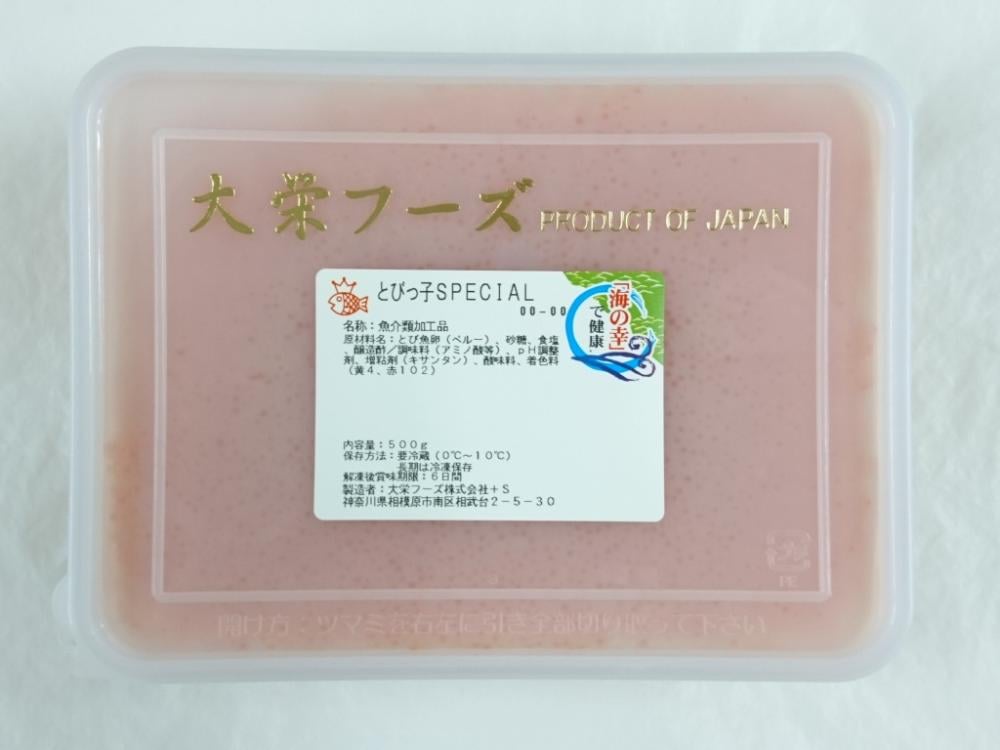 大栄フーズ PRODUCT OF JAPAN
とびっ子SPECIAL
00-00
「海の幸」
で健康
名称：魚介類加工品
原材料名：とび魚卵（ペルー）、砂糖、食塩
、醸造酢／調味料（アミノ酸等）、ｐＨ調整
剤、増粘剤（キサンタン）、酸味料、着色料
（黄４、赤１０２）
内容量：５００ｇ
保存方法：要冷蔵（０℃～１０℃）
長期は冷凍保存
解凍後賞味期限：６日間
製造者：大栄フーズ株式会社＋Ｓ
神奈川県相模原市南区相武台２－５－３０
プラ
PE
開け方：ツマミを右左に引き全部切り取って下さい